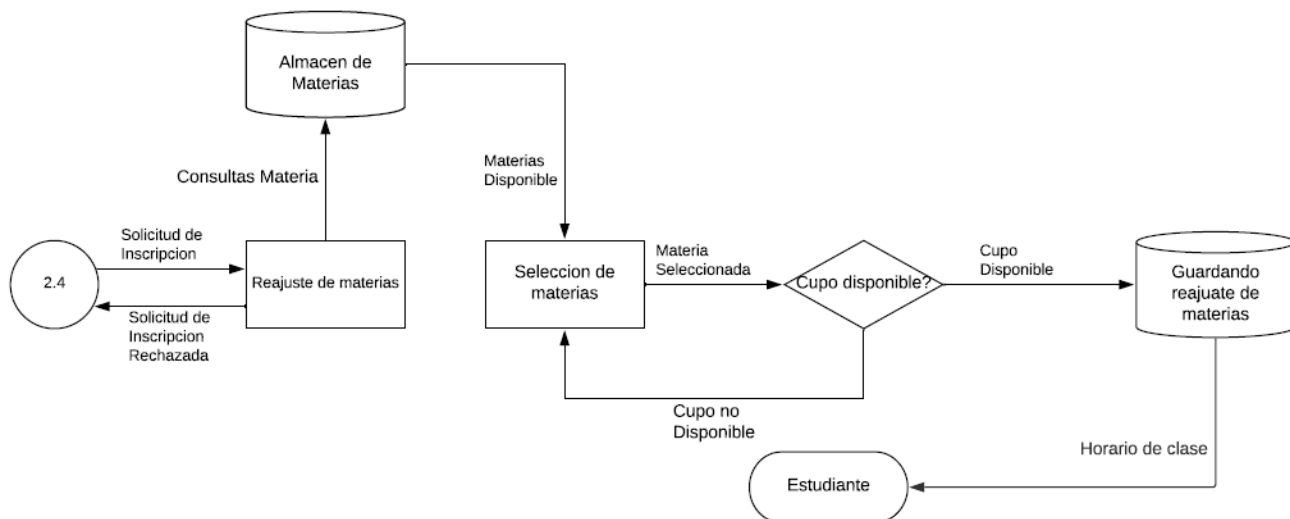 Almacen de
Materias
Consultas Materia
Materias
Disponible
Solicitud de
Inscripcion
2.4
Reajuste de materias
Solicitud de
Inscripcion
Rechazada
Seleccion de
materias
Materia
Seleccionada
Cupo disponible?
Cupo
Disponible
Guardando
reajuate de
materias
Cupo no
Disponible
Horario de clase
Estudiante